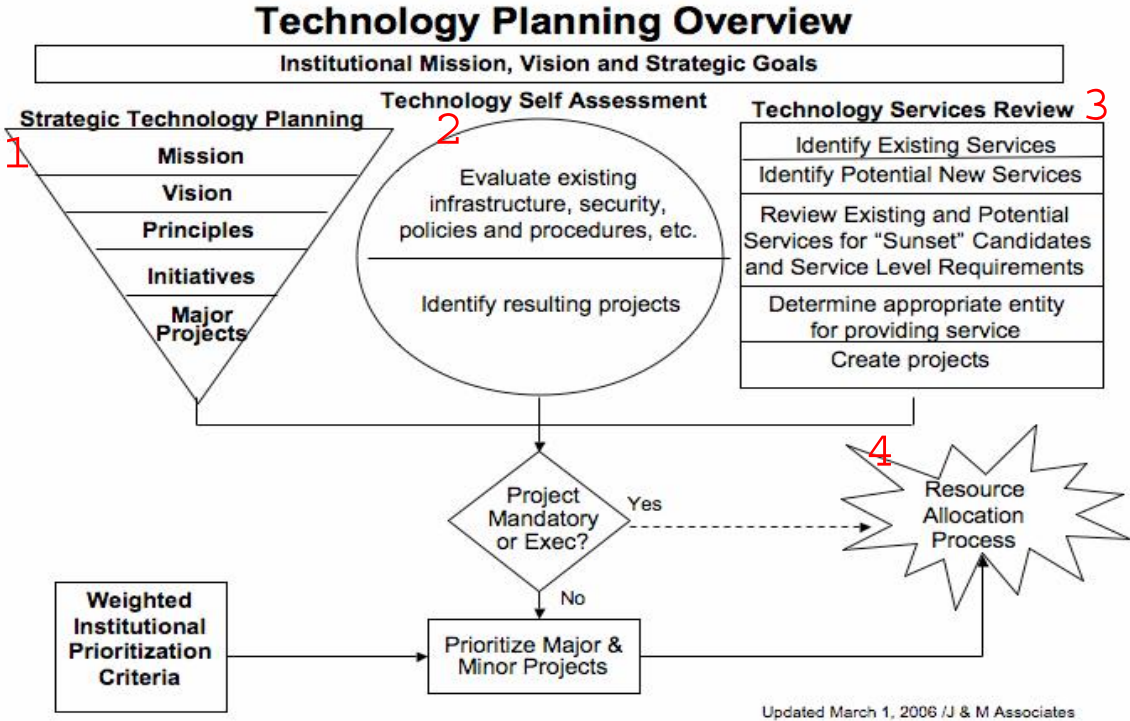 Technology Planning Overview
Institutional Mission, Vision and Strategic Goals
Strategic Technology Planning
1
Mission
Vision
Principles
Initiatives
Major
Projects
Technology Self Assessment
2
Evaluate existing
infrastructure, security,
policies and procedures, etc.
Identify resulting projects
Technology Services Review
3
Identify Existing Services
Identify Potential New Services
Review Existing and Potential
Services for “Sunset” Candidates
and Service Level Requirements
Determine appropriate entity
for providing service
Create projects
Project
Mandatory
or Exec?
Yes
No
4
Resource
Allocation
Process
Weighted
Institutional
Prioritization
Criteria
Prioritize Major &
Minor Projects
Updated March 1, 2006 /J & M Associates